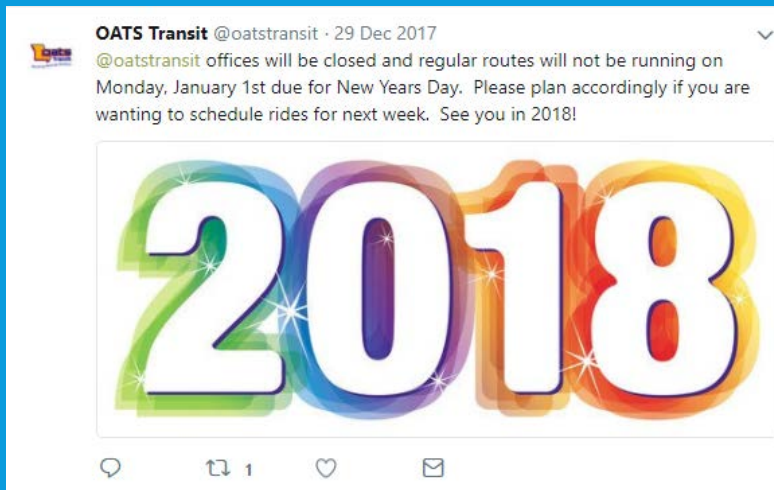 OATS Transit @oatstransit · 29 Dec 2017
oats
@oatstransit offices will be closed and regular routes will not be running on
Monday, January 1st due for New Years Day.  Please plan accordingly if you are
wanting to schedule rides for next week.  See you in 2018!
2018
1